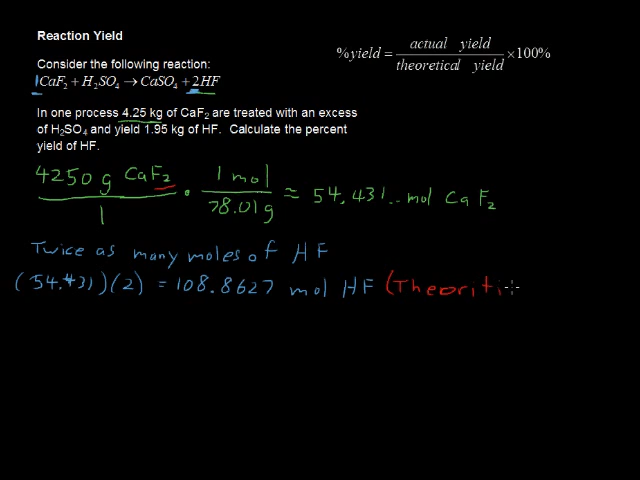 Reaction Yield
%yield = actual yield / theoretical yield × 100%
Consider the following reaction:
1CaF₂ + H₂SO₄ → CaSO₄ + 2HF
In one process 4.25 kg of CaF₂ are treated with an excess
of H₂SO₄ and yield 1.95 kg of HF. Calculate the percent
yield of HF.
4250 g CaF₂ / 1 · 1 mol / 78.01g ≈ 54.431... mol CaF₂
Twice as many moles of HF
(54.431)(2) = 108.8627 mol HF (Theoriti